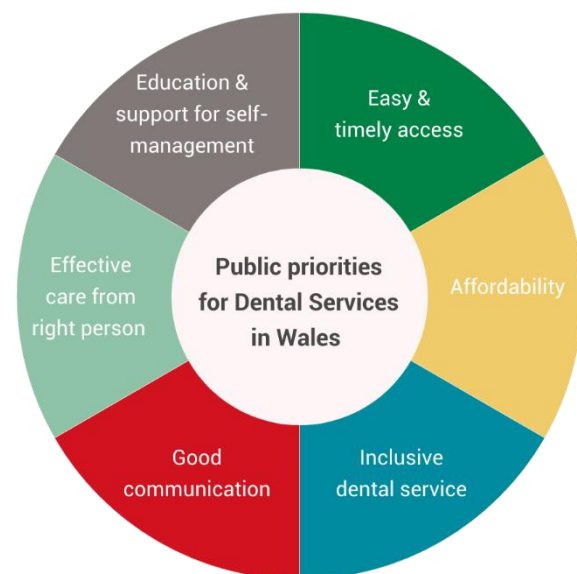 Public priorities
for Dental Services
in Wales
Easy &
timely access
Affordability
Inclusive
dental service
Good
communication
Effective
care from
right person
Education &
support for self-
management